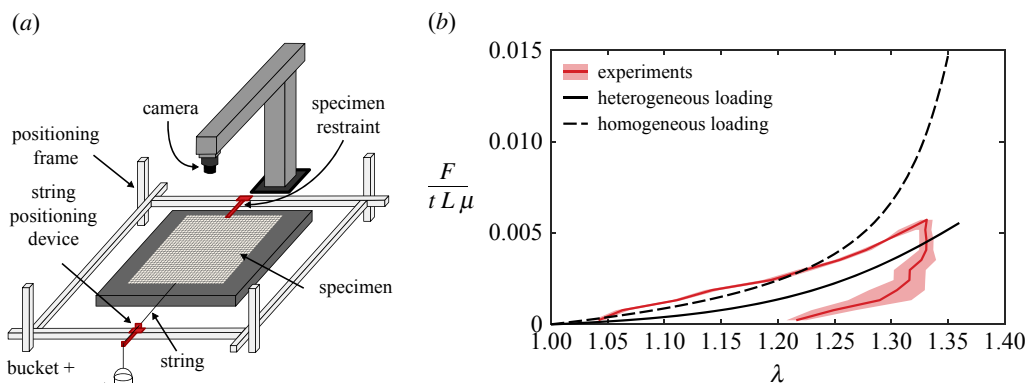 (a)
camera
specimen
restraint
positioning
frame
string
positioning
device
specimen
string
bucket +
(b)
0.015
0.010
0.005
0
F
t L μ
experiments
heterogeneous loading
homogeneous loading
1.00 1.05 1.10 1.15 1.20 1.25 1.30 1.35 1.40
λ